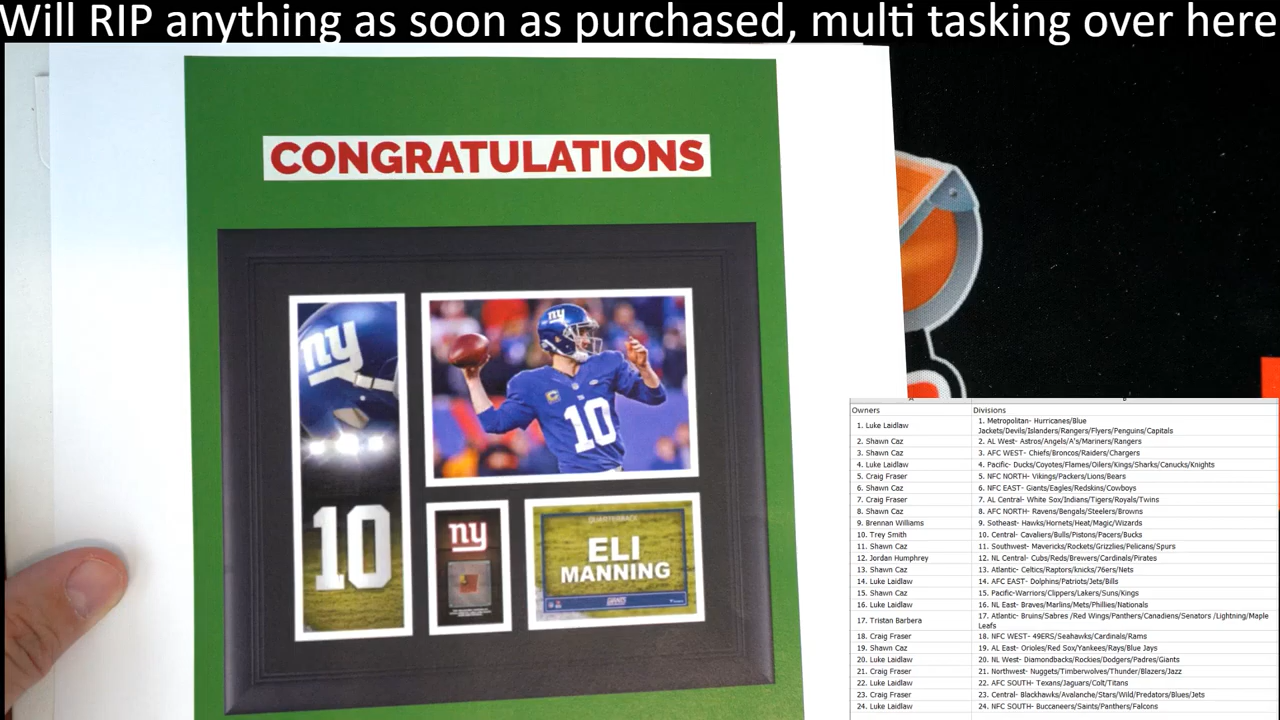 Will RIP anything as soon as purchased, multi tasking over here
CONGRATULATIONS
ny
ny
10
10
ny
QUARTERBACK
ELI
MANNING
GIANTS
Owners Divisions
1. Luke Laidlaw 1. Metropolitan- Hurricanes/Blue
Jackets/Devils/Islanders/Rangers/Flyers/Penguins/Capitals
2. Shawn Caz 2. AL West- Astros/Angels/A's/Mariners/Rangers
3. Shawn Caz 3. AFC WEST- Chiefs/Broncos/Raiders/Chargers
4. Luke Laidlaw 4. Pacific- Ducks/Coyotes/Flames/Oilers/Kings/Sharks/Canucks/Knights
5. Craig Fraser 5. NFC NORTH- Vikings/Packers/Lions/Bears
6. Shawn Caz 6. NFC EAST- Giants/Eagles/Redskins/Cowboys
7. Craig Fraser 7. AL Central- White Sox/Indians/Tigers/Royals/Twins
8. Shawn Caz 8. AFC NORTH- Ravens/Bengals/Steelers/Browns
9. Brennan Williams 9. Sotheast- Hawks/Hornets/Heat/Magic/Wizards
10. Trey Smith 10. Central- Cavaliers/Bulls/Pistons/Pacers/Bucks
11. Shawn Caz 11. Southwest- Mavericks/Rockets/Grizzlies/Pelicans/Spurs
12. Jordan Humphrey 12. NL Central- Cubs/Reds/Brewers/Cardinals/Pirates
13. Shawn Caz 13. Atlantic- Celtics/Raptors/knicks/76ers/Nets
14. Luke Laidlaw 14. AFC EAST- Dolphins/Patriots/Jets/Bills
15. Shawn Caz 15. Pacific-Warriors/Clippers/Lakers/Suns/Kings
16. Luke Laidlaw 16. NL East- Braves/Marlins/Mets/Phillies/Nationals
17. Tristan Barbera 17. Atlantic- Bruins/Sabres /Red Wings/Panthers/Canadiens/Senators /Lightning/Maple
Leafs
18. Craig Fraser 18. NFC WEST- 49ERS/Seahawks/Cardinals/Rams
19. Shawn Caz 19. AL East- Orioles/Red Sox/Yankees/Rays/Blue Jays
20. Luke Laidlaw 20. NL West- Diamondbacks/Rockies/Dodgers/Padres/Giants
21. Craig Fraser 21. Northwest- Nuggets/Timberwolves/Thunder/Blazers/Jazz
22. Luke Laidlaw 22. AFC SOUTH- Texans/Jaguars/Colt/Titans
23. Craig Fraser 23. Central- Blackhawks/Avalanche/Stars/Wild/Predators/Blues/Jets
24. Luke Laidlaw 24. NFC SOUTH- Buccaneers/Saints/Panthers/Falcons